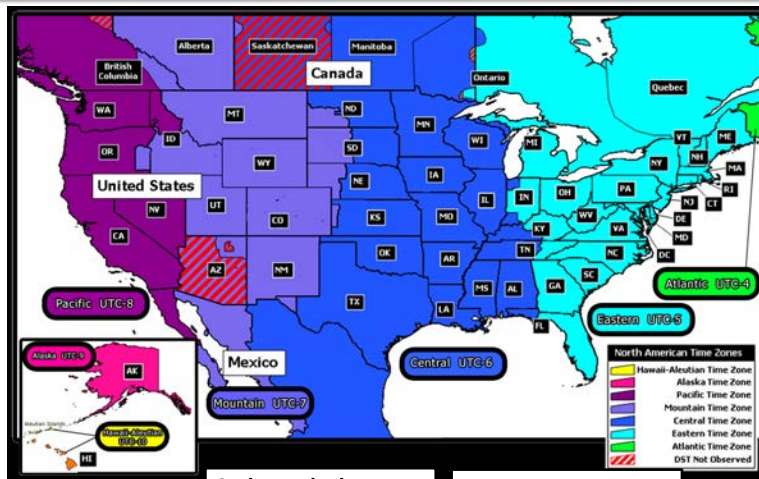 Alberta
Saskatchewan
Manitoba
British
Columbia
Canada
Ontario
Quebec
WA
MT
ND
MN
OR
ID
SD
WI
MI
VT
ME
NH
NY
MA
RI
CT
NJ
DE
MD
DC
WY
United States
NV
UT
NE
IA
IL
IN
OH
PA
CO
KS
MO
KY
WV
VA
CA
AZ
NM
OK
AR
TN
NC
SC
TX
LA
MS
AL
GA
FL
Pacific UTC-8
Atlantic UTC-4
Eastern UTC-5
Central UTC-6
Mexico
Mountain UTC-7
Alaska UTC-9
AK
Aleutian Islands
Hawaii-Aleutian
UTC-10
HI
North American Time Zones
Hawaii-Aleutian Time Zone
Alaska Time Zone
Pacific Time Zone
Mountain Time Zone
Central Time Zone
Eastern Time Zone
Atlantic Time Zone
DST Not Observed